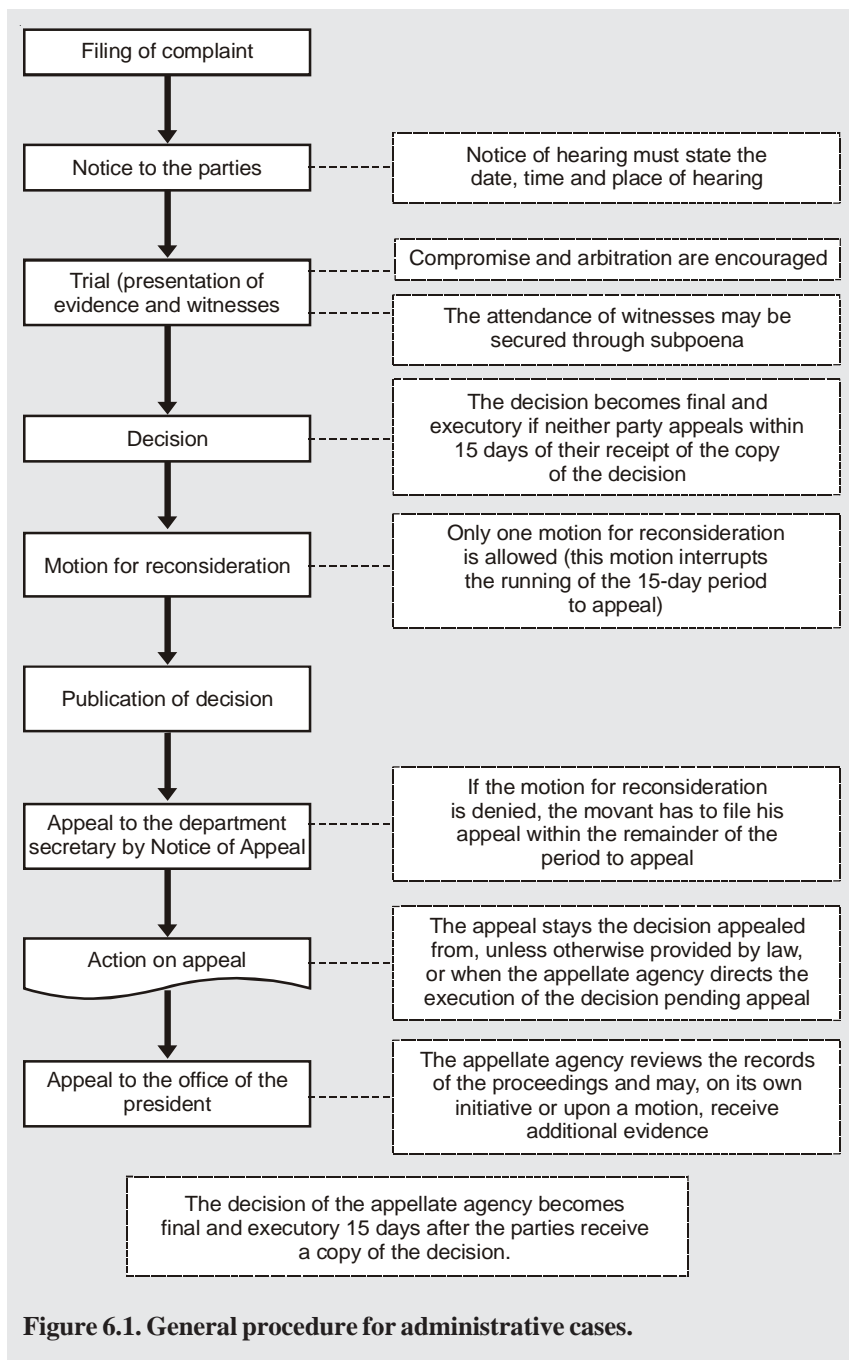 Filing of complaint
Notice to the parties
Notice of hearing must state the
date, time and place of hearing
Trial (presentation of
evidence and witnesses
Compromise and arbitration are encouraged
The attendance of witnesses may be
secured through subpoena
Decision
The decision becomes final and
executory if neither party appeals within
15 days of their receipt of the copy
of the decision
Motion for reconsideration
Only one motion for reconsideration
is allowed (this motion interrupts
the running of the 15-day period
to appeal)
Publication of decision
Appeal to the department
secretary by Notice of Appeal
If the motion for reconsideration
is denied, the movant has to file his
appeal within the remainder of the
period to appeal
Action on appeal
The appeal stays the decision appealed
from, unless otherwise provided by law,
or when the appellate agency directs the
execution of the decision pending appeal
Appeal to the office of the
president
The appellate agency reviews the records
of the proceedings and may, on its own
initiative or upon a motion, receive
additional evidence
The decision of the appellate agency becomes
final and executory 15 days after the parties receive
a copy of the decision.
Figure 6.1. General procedure for administrative cases.